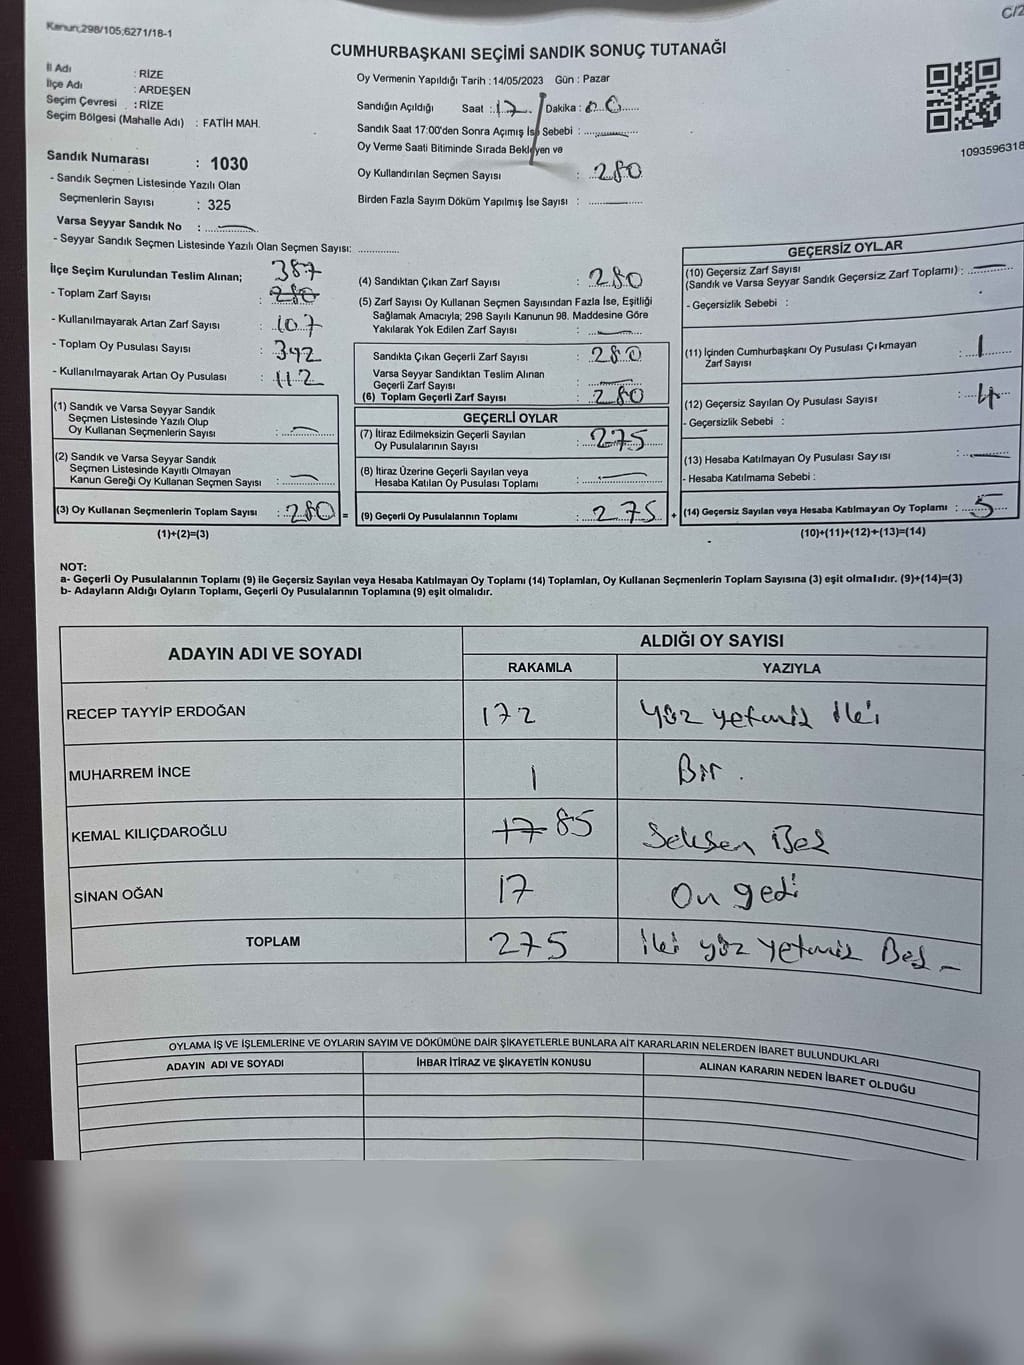 Kanun;298/105;6271/18-1
C/2
CUMHURBAŞKANI SEÇİMİ SANDIK SONUÇ TUTANAĞI
İl Adı : RİZE
İlçe Adı : ARDEŞEN
Seçim Çevresi : RİZE
Seçim Bölgesi (Mahalle Adı) : FATİH MAH.
Sandık Numarası : 1030
- Sandık Seçmen Listesinde Yazılı Olan
Seçmenlerin Sayısı : 325
Varsa Seyyar Sandık No :
- Seyyar Sandık Seçmen Listesinde Yazılı Olan Seçmen Sayısı:
Oy Vermenin Yapıldığı Tarih : 14/05/2023 Gün : Pazar
Sandığın Açıldığı Saat : 17 Dakika : 00
Sandık Saat 17:00'den Sonra Açımış İse Sebebi :
Oy Verme Saati Bitiminde Sırada Bekleyen ve
Oy Kullandırılan Seçmen Sayısı : 280
Birden Fazla Sayım Döküm Yapılmış İse Sayısı :
1093596318
İlçe Seçim Kurulundan Teslim Alınan; 387
- Toplam Zarf Sayısı : 280
- Kullanılmayarak Artan Zarf Sayısı : 107
- Toplam Oy Pusulası Sayısı : 392
- Kullanılmayarak Artan Oy Pusulası : 112
(1) Sandık ve Varsa Seyyar Sandık
Seçmen Listesinde Yazılı Olup
Oy Kullanan Seçmenlerin Sayısı :
(2) Sandık ve Varsa Seyyar Sandık
Seçmen Listesinde Kayıtlı Olmayan
Kanun Gereği Oy Kullanan Seçmen Sayısı :
(3) Oy Kullanan Seçmenlerin Toplam Sayısı : 280 =
(1)+(2)=(3)
(4) Sandıktan Çıkan Zarf Sayısı : 280
(5) Zarf Sayısı Oy Kullanan Seçmen Sayısından Fazla İse, Eşitliği
Sağlamak Amacıyla; 298 Sayılı Kanunun 98. Maddesine Göre
Yakılarak Yok Edilen Zarf Sayısı :
Sandıkta Çıkan Geçerli Zarf Sayısı : 280
Varsa Seyyar Sandıktan Teslim Alınan
Geçerli Zarf Sayısı :
(6) Toplam Geçerli Zarf Sayısı : 280
GEÇERLİ OYLAR
(7) İtiraz Edilmeksizin Geçerli Sayılan
Oy Pusulalarının Sayısı : 275
(8) İtiraz Üzerine Geçerli Sayılan veya
Hesaba Katılan Oy Pusulası Toplamı :
(9) Geçerli Oy Pusulalarının Toplamı : 275 +
GEÇERSİZ OYLAR
(10) Geçersiz Zarf Sayısı
(Sandık ve Varsa Seyyar Sandık Geçersiz Zarf Toplamı) :
- Geçersizlik Sebebi :
(11) İçinden Cumhurbaşkanı Oy Pusulası Çıkmayan
Zarf Sayısı : 1
(12) Geçersiz Sayılan Oy Pusulası Sayısı : 4
- Geçersizlik Sebebi :
(13) Hesaba Katılmayan Oy Pusulası Sayısı :
- Hesaba Katılmama Sebebi :
(14) Geçersiz Sayılan veya Hesaba Katılmayan Oy Toplamı : 5
(10)+(11)+(12)+(13)=(14)
NOT:
a- Geçerli Oy Pusulalarının Toplamı (9) ile Geçersiz Sayılan veya Hesaba Katılmayan Oy Toplamı (14) Toplamları, Oy Kullanan Seçmenlerin Toplam Sayısına (3) eşit olmalıdır. (9)+(14)=(3)
b- Adayların Aldığı Oyların Toplamı, Geçerli Oy Pusulalarının Toplamına (9) eşit olmalıdır.
ADAYIN ADI VE SOYADI ALDIĞI OY SAYISI
RAKAMLA YAZIYLA
RECEP TAYYİP ERDOĞAN 172 Yüz yetmiş iki
MUHARREM İNCE 1 Bir.
KEMAL KILIÇDAROĞLU 17 85 Seksen Beş
SİNAN OĞAN 17 On yedi
TOPLAM 275 iki yüz yetmiş Beş -
OYLAMA İŞ VE İŞLEMLERİNE VE OYLARIN SAYIM VE DÖKÜMÜNE DAİR ŞİKAYETLERLE BUNLARA AİT KARARLARIN NELERDEN İBARET BULUNDUKLARI
ADAYIN ADI VE SOYADI İHBAR İTİRAZ VE ŞİKAYETİN KONUSU ALINAN KARARIN NEDEN İBARET OLDUĞU